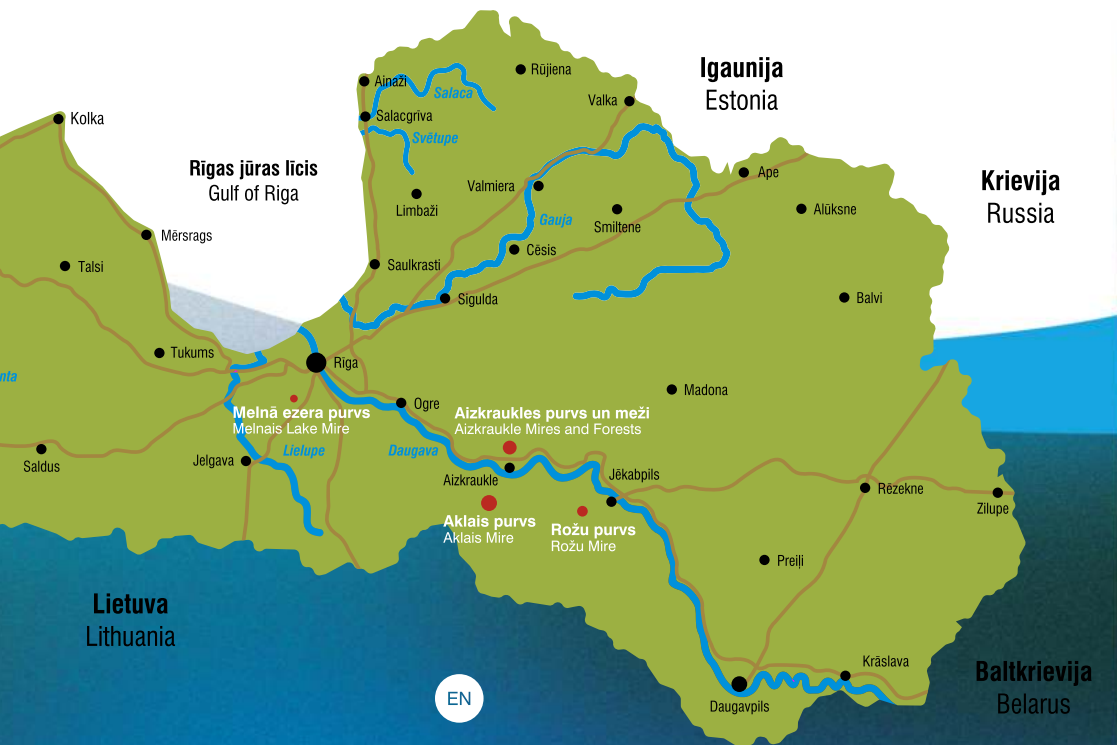 Igaunija
Estonia
Rūjiena
Ainaži
Salaca
Valka
Kolka
Salacgrīva
Svētupe
Rīgas jūras līcis
Gulf of Riga
Krievija
Russia
Ape
Valmiera
Limbaži
Gauja
Smiltene
Alūksne
Mērsrags
Cēsis
Talsi
Saulkrasti
Sigulda
Balvi
Tukums
Rīga
nta
Madona
Ogre
Melnā ezera purvs
Melnais Lake Mire
Aizkraukles purvs un meži
Aizkraukle Mires and Forests
Lielupe
Daugava
Saldus
Jelgava
Aizkraukle
Jēkabpils
Rēzekne
Zilupe
Aklais purvs
Aklais Mire
Rožu purvs
Rožu Mire
Preiļi
Lietuva
Lithuania
Krāslava
Baltkrievija
Belarus
EN
Daugavpils